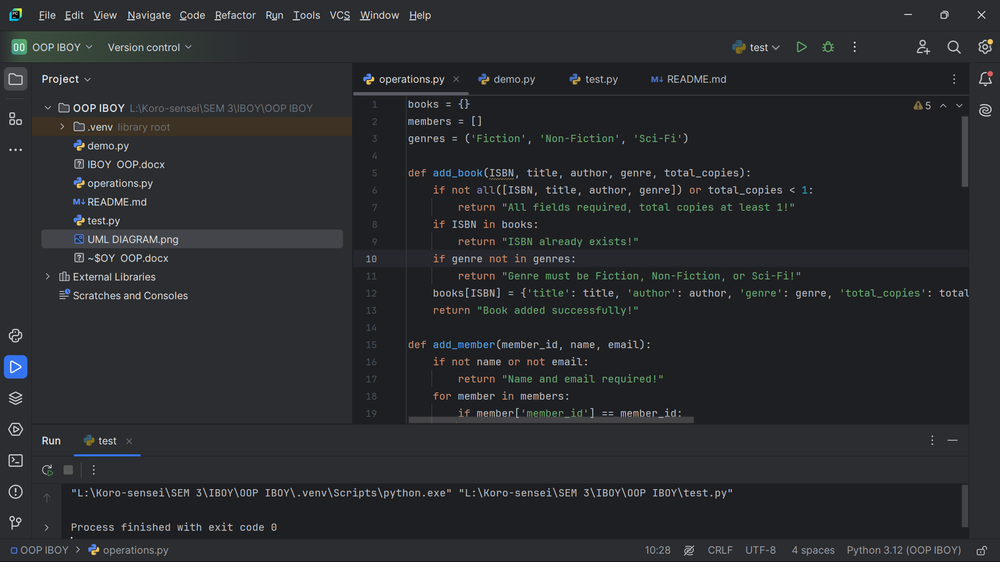 PC
File Edit View Navigate Code Refactor Run Tools VCS Window Help
OO OOP IBOY Version control test
Project
operations.py demo.py test.py M↓ README.md
OOP IBOY L:\Koro-sensei\SEM 3\IBOY\OOP IBOY
.venv library root
demo.py
IBOY  OOP.docx
operations.py
M↓ README.md
test.py
UML DIAGRAM.png
~$OY  OOP.docx
External Libraries
Scratches and Consoles
5
1 books = {}
2 members = []
3 genres = ('Fiction', 'Non-Fiction', 'Sci-Fi')
4
5 def add_book(ISBN, title, author, genre, total_copies):
6     if not all([ISBN, title, author, genre]) or total_copies < 1:
7         return "All fields required, total copies at least 1!"
8     if ISBN in books:
9         return "ISBN already exists!"
10     if genre not in genres:
11         return "Genre must be Fiction, Non-Fiction, or Sci-Fi!"
12     books[ISBN] = {'title': title, 'author': author, 'genre': genre, 'total_copies': total
13     return "Book added successfully!"
14
15 def add_member(member_id, name, email):
16     if not name or not email:
17         return "Name and email required!"
18     for member in members:
19         if member['member_id'] == member_id:
Run test
"L:\Koro-sensei\SEM 3\IBOY\OOP IBOY\.venv\Scripts\python.exe" "L:\Koro-sensei\SEM 3\IBOY\OOP IBOY\test.py"
Process finished with exit code 0
OOP IBOY > operations.py 10:28 CRLF UTF-8 4 spaces Python 3.12 (OOP IBOY)